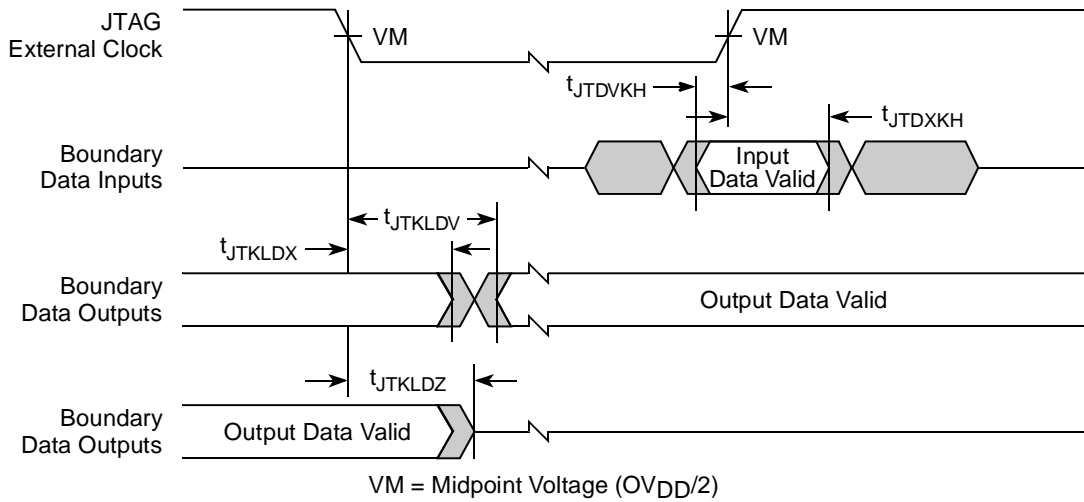 JTAG
External Clock
VM
VM
tJTDVKH
tJTDXKH
Boundary
Data Inputs
Input
Data Valid
tJTKLDV
tJTKLDX
Boundary
Data Outputs
Output Data Valid
tJTKLDZ
Boundary
Data Outputs
Output Data Valid
VM = Midpoint Voltage (OVDD/2)